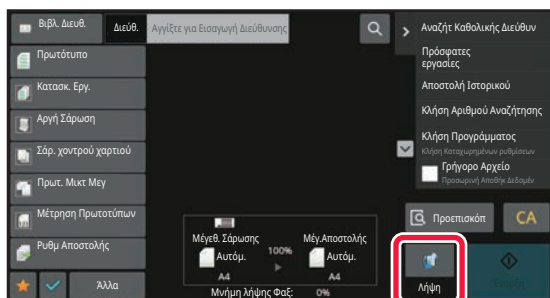 Βιβλ. Διευθ.
Διεύθ.
Αγγίξτε για Εισαγωγή Διεύθυνσης
Πρωτότυπο
Κατασκ. Εργ.
Αργή Σάρωση
Σάρ. χοντρού χαρτιού
Πρωτ. Μικτ Μεγ
Μέτρηση Πρωτοτύπων
Ρυθμ Αποστολής
Άλλα
Μέγεθ. Σάρωσης
100%
Μέγ.Αποστολής
Αυτόμ.
Αυτόμ.
A4
A4
Μνήμη λήψης Φαξ: 0%
Αναζήτ Καθολικής Διεύθυν
Πρόσφατες
εργασίες
Αποστολή Ιστορικού
Κλήση Αριθμού Αναζήτησης
Κλήση Προγράμματος
Κλήση Καταχωρημένων ρυθμίσεων
Γρήγορο Αρχείο
Προσωρινή Αποθήκ Δεδομέν
Προεπισκόπ
CA
Λήψη